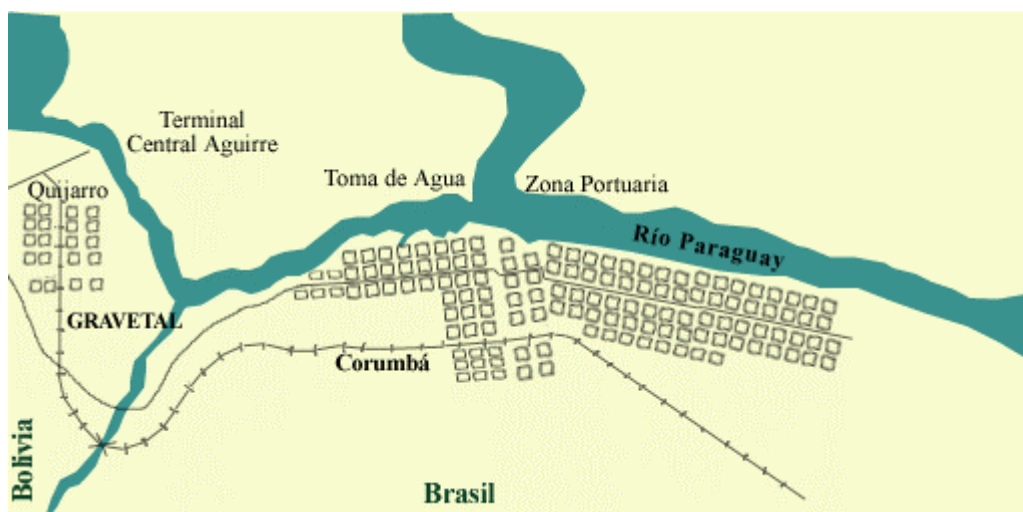 Terminal
Central Aguirre
Toma de Agua
Zona Portuaria
Quijarro
Río Paraguay
GRAVETAL
Corumbá
Bolivia
Brasil